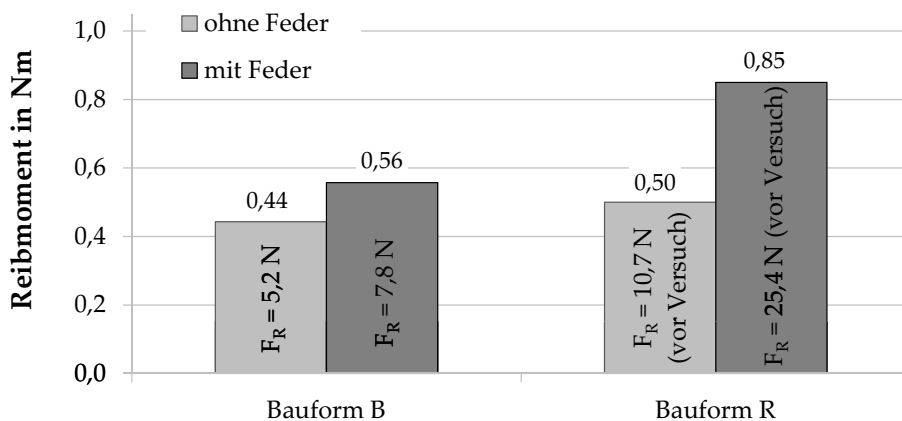 Reibmoment in Nm
1,0
0,8
0,6
0,4
0,2
0,0
ohne Feder
mit Feder
0,44
0,56
0,50
0,85
F_R = 5,2 N
F_R = 7,8 N
F_R = 10,7 N
(vor Versuch)
F_R = 25,4 N (vor Versuch)
Bauform B
Bauform R